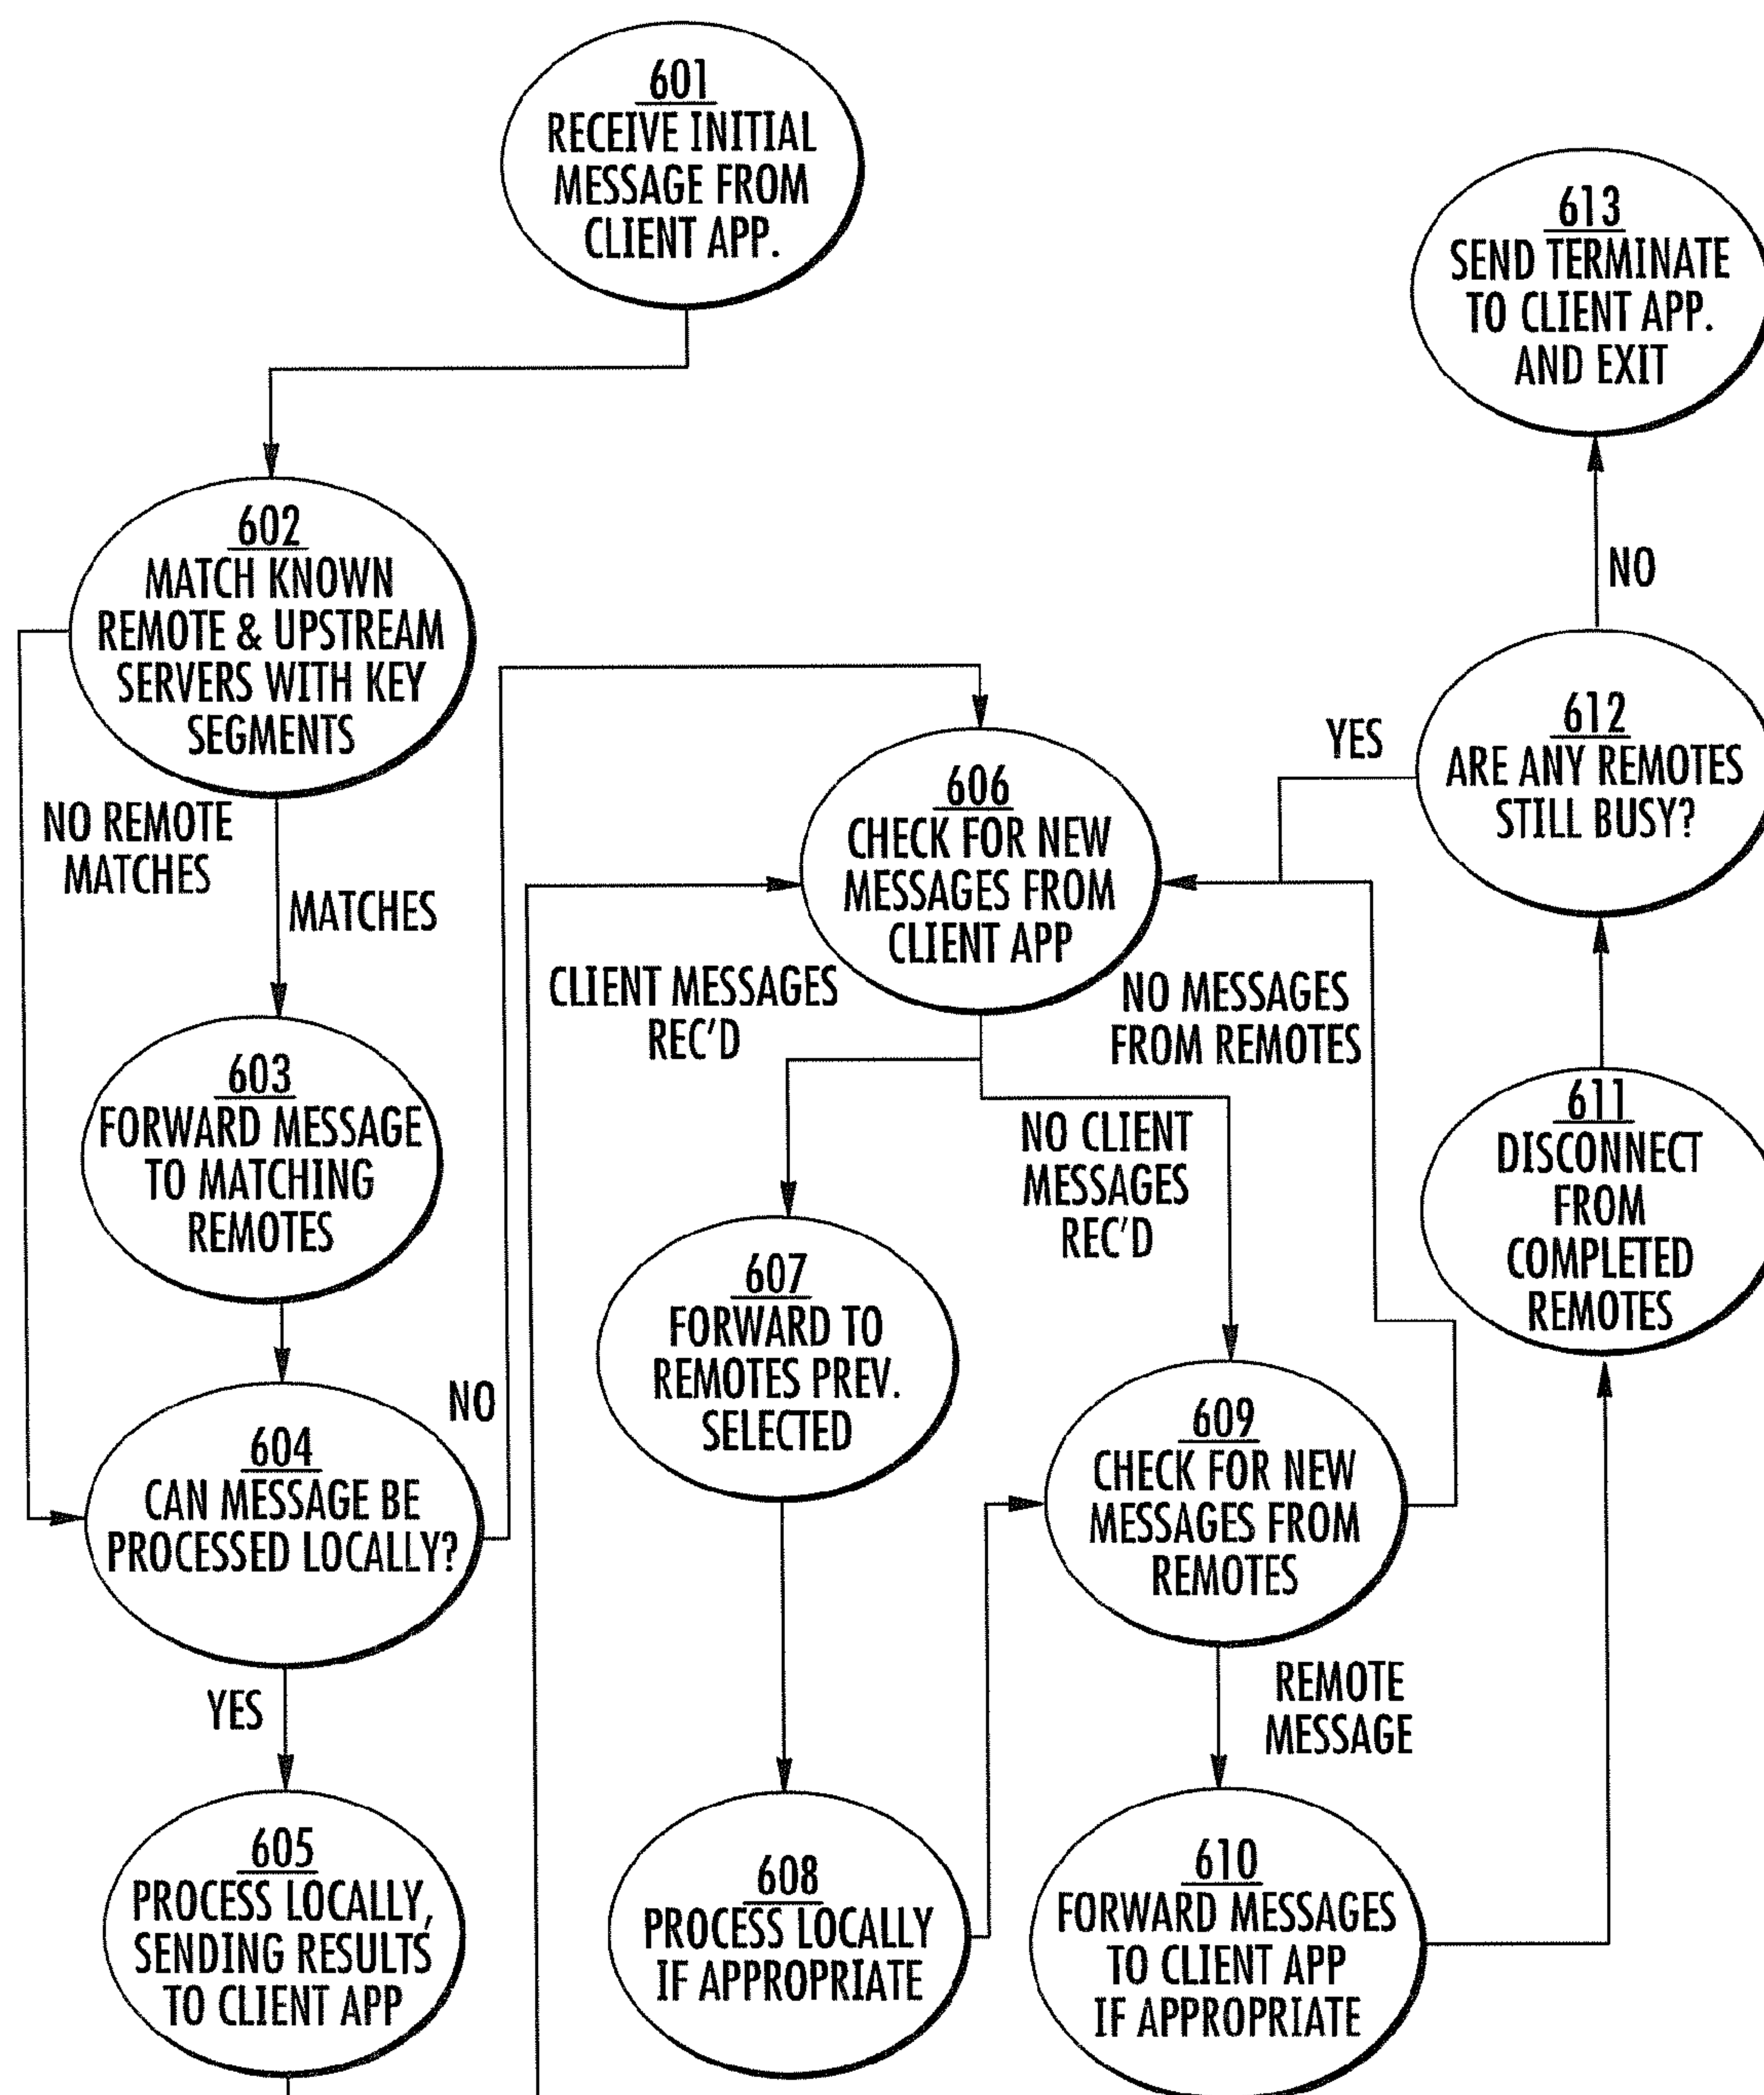 601
RECEIVE INITIAL
MESSAGE FROM
CLIENT APP.
602
MATCH KNOWN
REMOTE & UPSTREAM
SERVERS WITH KEY
SEGMENTS
NO REMOTE
MATCHES
MATCHES
603
FORWARD MESSAGE
TO MATCHING
REMOTES
604
CAN MESSAGE BE
PROCESSED LOCALLY?
NO
YES
605
PROCESS LOCALLY,
SENDING RESULTS
TO CLIENT APP
606
CHECK FOR NEW
MESSAGES FROM
CLIENT APP
CLIENT MESSAGES
REC'D
NO CLIENT
MESSAGES
REC'D
607
FORWARD TO
REMOTES PREV.
SELECTED
608
PROCESS LOCALLY
IF APPROPRIATE
609
CHECK FOR NEW
MESSAGES FROM
REMOTES
NO MESSAGES
FROM REMOTES
REMOTE
MESSAGE
610
FORWARD MESSAGES
TO CLIENT APP
IF APPROPRIATE
611
DISCONNECT
FROM
COMPLETED
REMOTES
612
ARE ANY REMOTES
STILL BUSY?
YES
NO
613
SEND TERMINATE
TO CLIENT APP.
AND EXIT